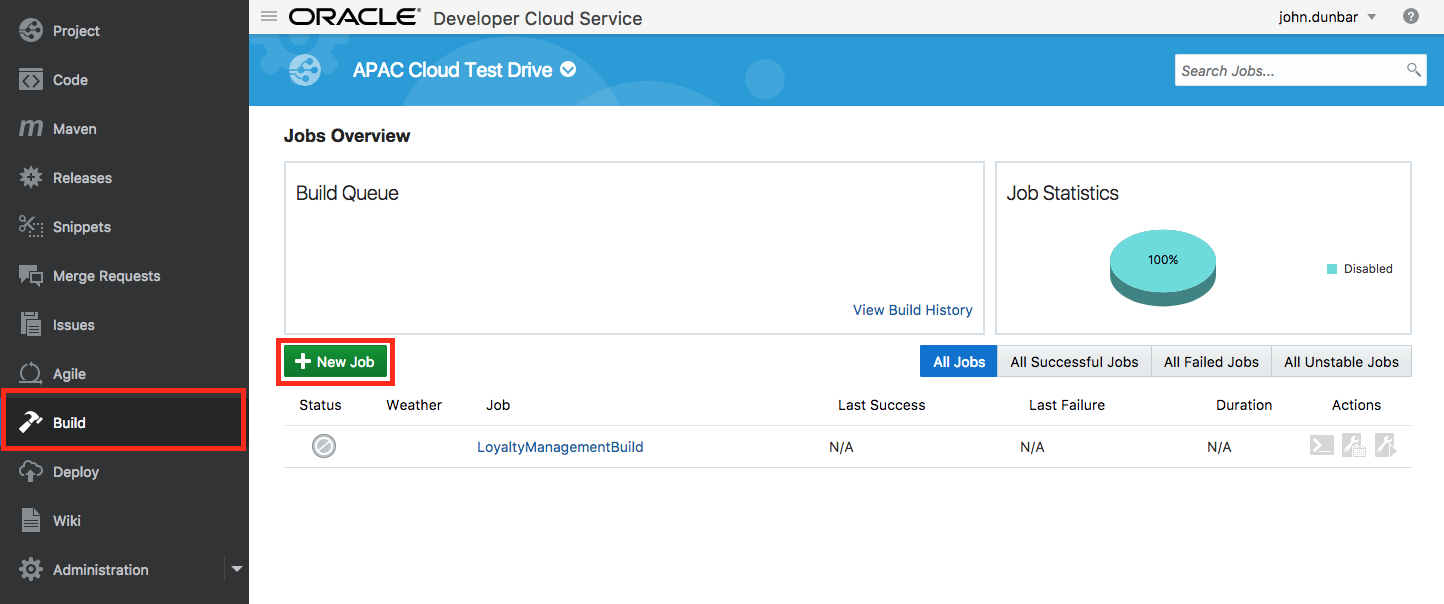 Project
Code
Maven
Releases
Snippets
Merge Requests
Issues
Agile
Build
Deploy
Wiki
Administration
ORACLE® Developer Cloud Service
john.dunbar
?
APAC Cloud Test Drive
Search Jobs...
Jobs Overview
Build Queue
View Build History
Job Statistics
100%
Disabled
New Job
All Jobs All Successful Jobs All Failed Jobs All Unstable Jobs
Status Weather Job Last Success Last Failure Duration Actions
LoyaltyManagementBuild N/A N/A N/A